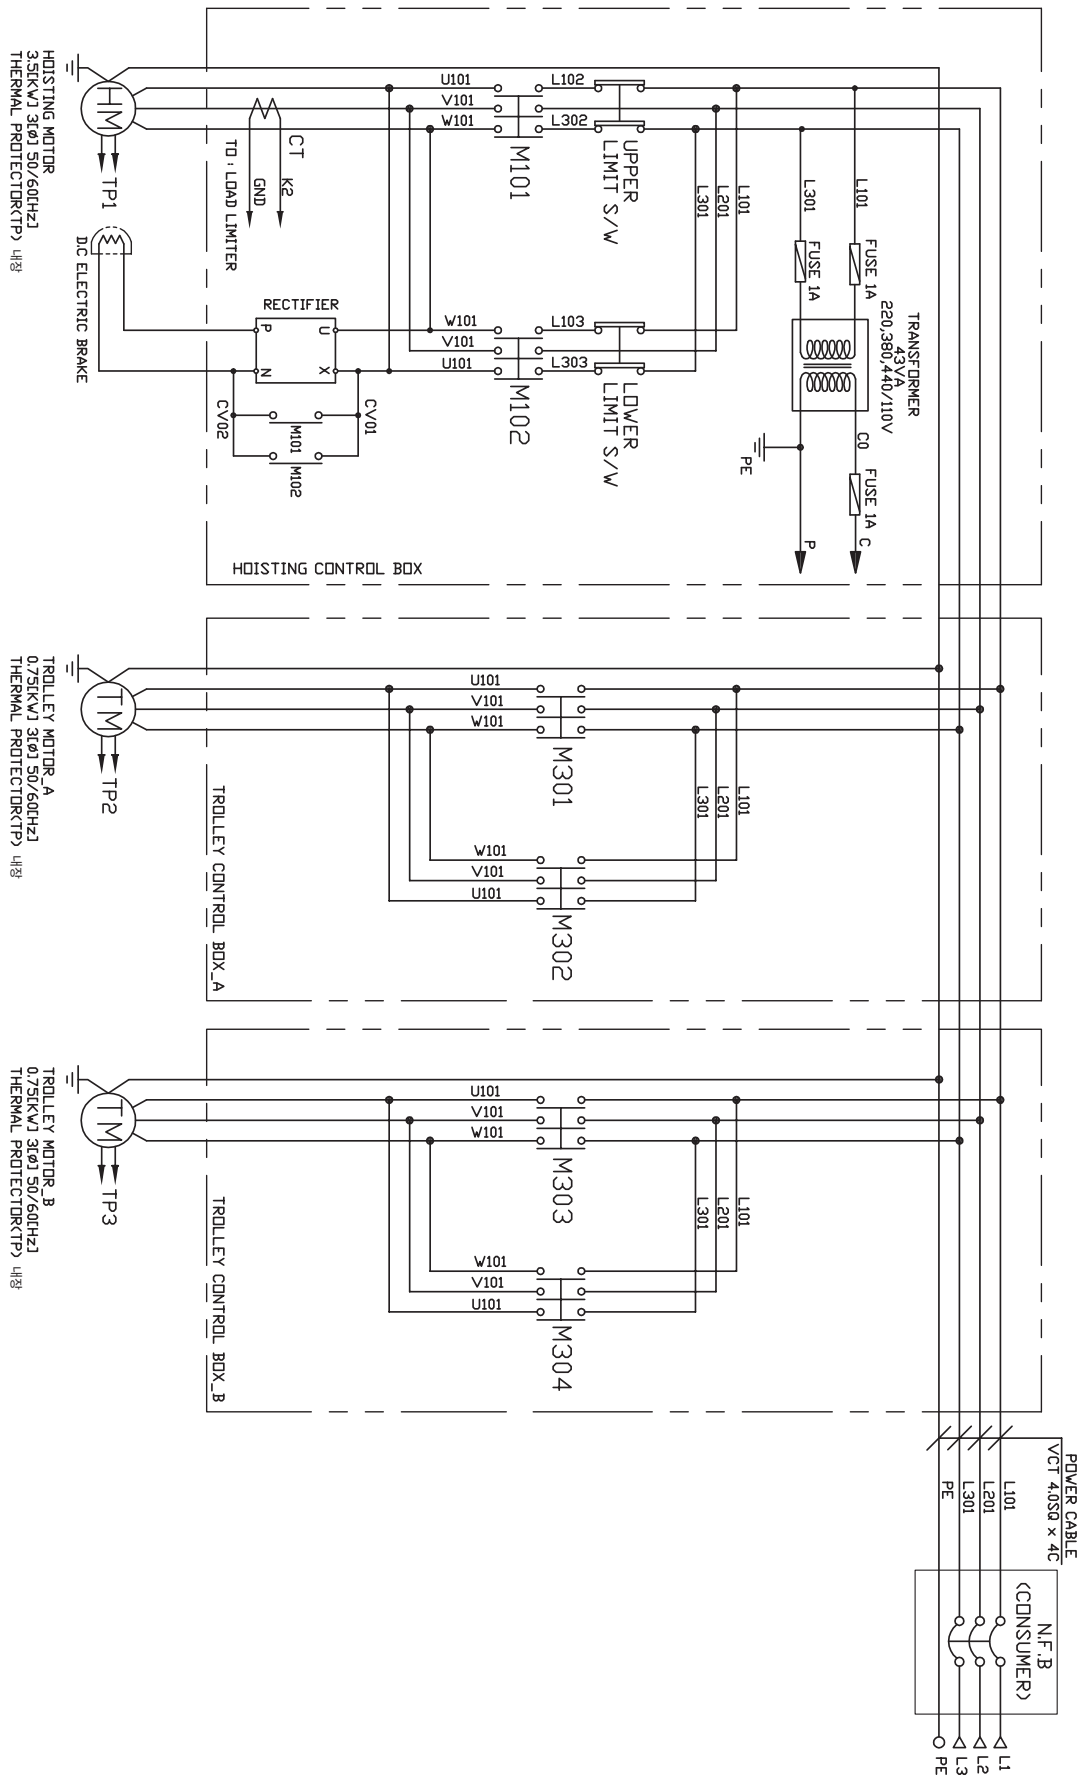 POWER CABLE
VCT 4.0SQ × 4C
N.F.B
(CONSUMER)
L1
L2
L3
PE
L101
L201
L301
PE
HOISTING CONTROL BOX
TRANSFORMER
43VA
220,380,440/110V
L101
L301
FUSE 1A
FUSE 1A
C0
FUSE 1A
C
P
PE
L101
L201
L301
L102
L302
UPPER
LIMIT S/W
L103
L303
LOWER
LIMIT S/W
U101
V101
W101
M101
W101
V101
U101
M102
CT
K2
GND
TO : LOAD LIMITER
RECTIFIER
U
X
P
N
CV01
CV02
M101
M102
HM
TP1
D.C ELECTRIC BRAKE
HOISTING MOTOR
3.5[KW] 3[Ø] 50/60[Hz]
THERMAL PROTECTOR(TP) 내장
TROLLEY CONTROL BOX_A
L101
L201
L301
U101
V101
W101
M301
W101
V101
U101
M302
TM
TP2
TROLLEY MOTOR_A
0.75[KW] 3[Ø] 50/60[Hz]
THERMAL PROTECTOR(TP) 내장
TROLLEY CONTROL BOX_B
L101
L201
L301
U101
V101
W101
M303
W101
V101
U101
M304
TM
TP3
TROLLEY MOTOR_B
0.75[KW] 3[Ø] 50/60[Hz]
THERMAL PROTECTOR(TP) 내장